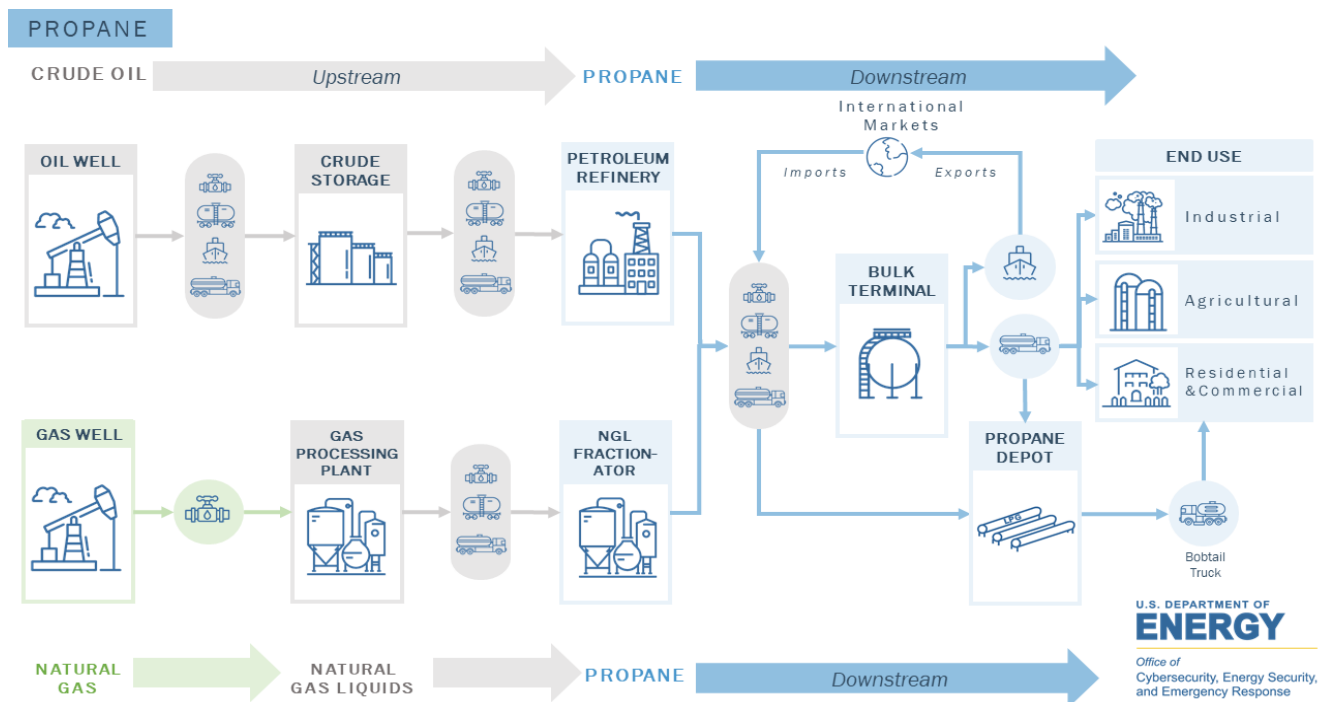 PROPANE
CRUDE OIL
Upstream
PROPANE
Downstream
International
Markets
Imports
Exports
OIL WELL
CRUDE
STORAGE
PETROLEUM
REFINERY
BULK
TERMINAL
END USE
Industrial
Agricultural
Residential
&Commercial
GAS WELL
GAS
PROCESSING
PLANT
NGL
FRACTION-
ATOR
PROPANE
DEPOT
LPG
Bobtail
Truck
NATURAL
GAS
NATURAL
GAS LIQUIDS
PROPANE
Downstream
U.S. DEPARTMENT OF
ENERGY
Office of
Cybersecurity, Energy Security,
and Emergency Response